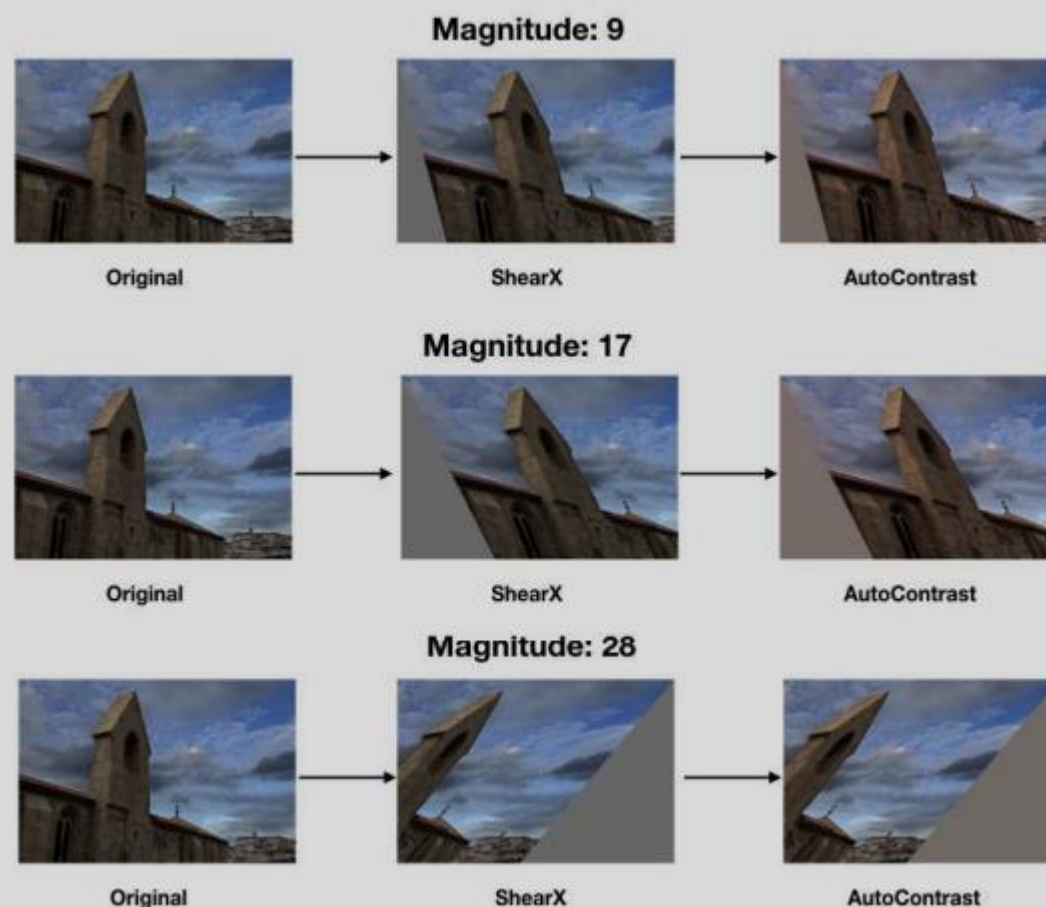 Magnitude: 9
Original ShearX AutoContrast
Magnitude: 17
Original ShearX AutoContrast
Magnitude: 28
Original ShearX AutoContrast